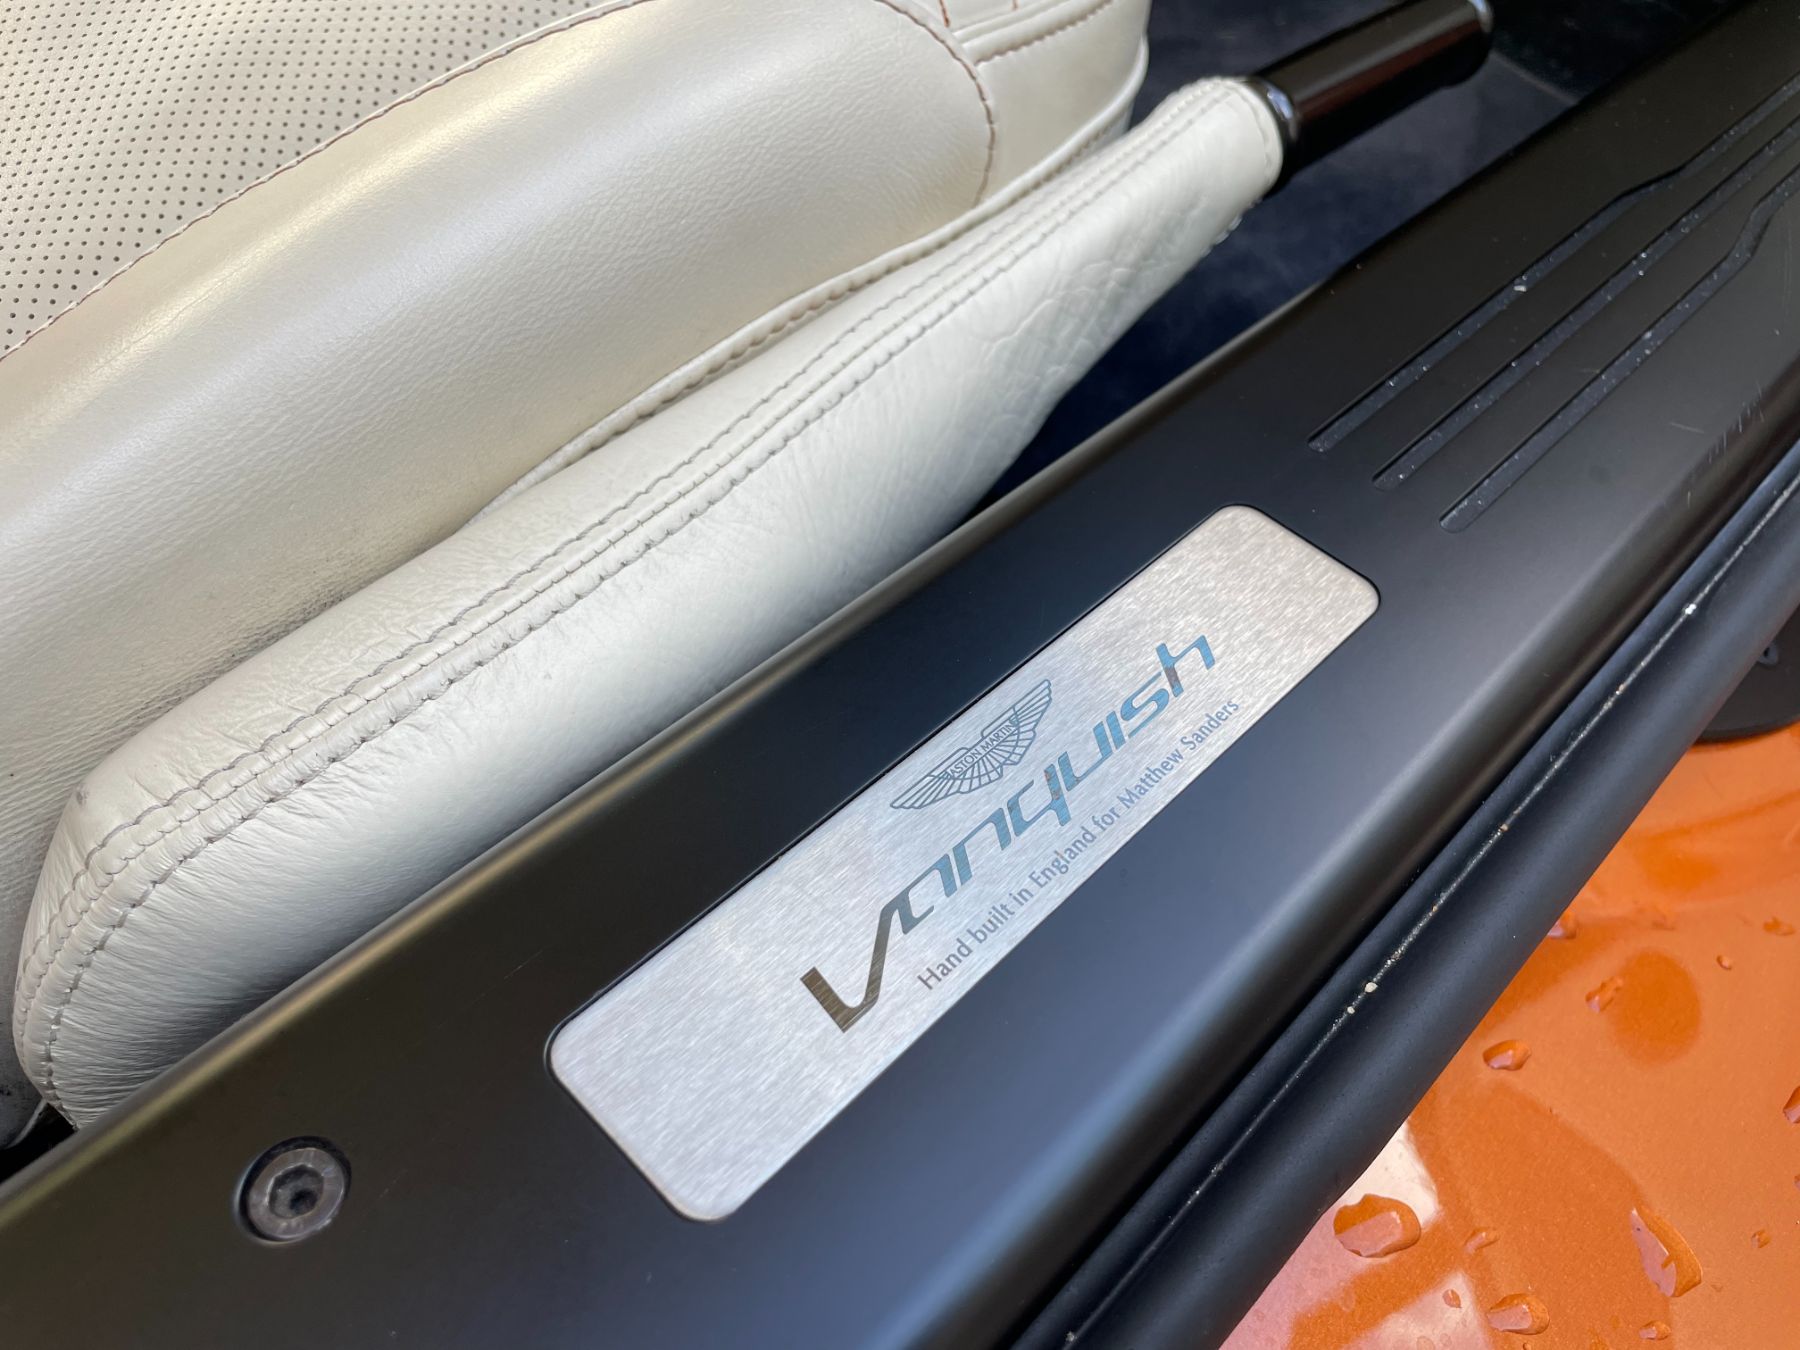 ASTON MARTIN
Vanquish
Hand built in England for Matthew Sanders